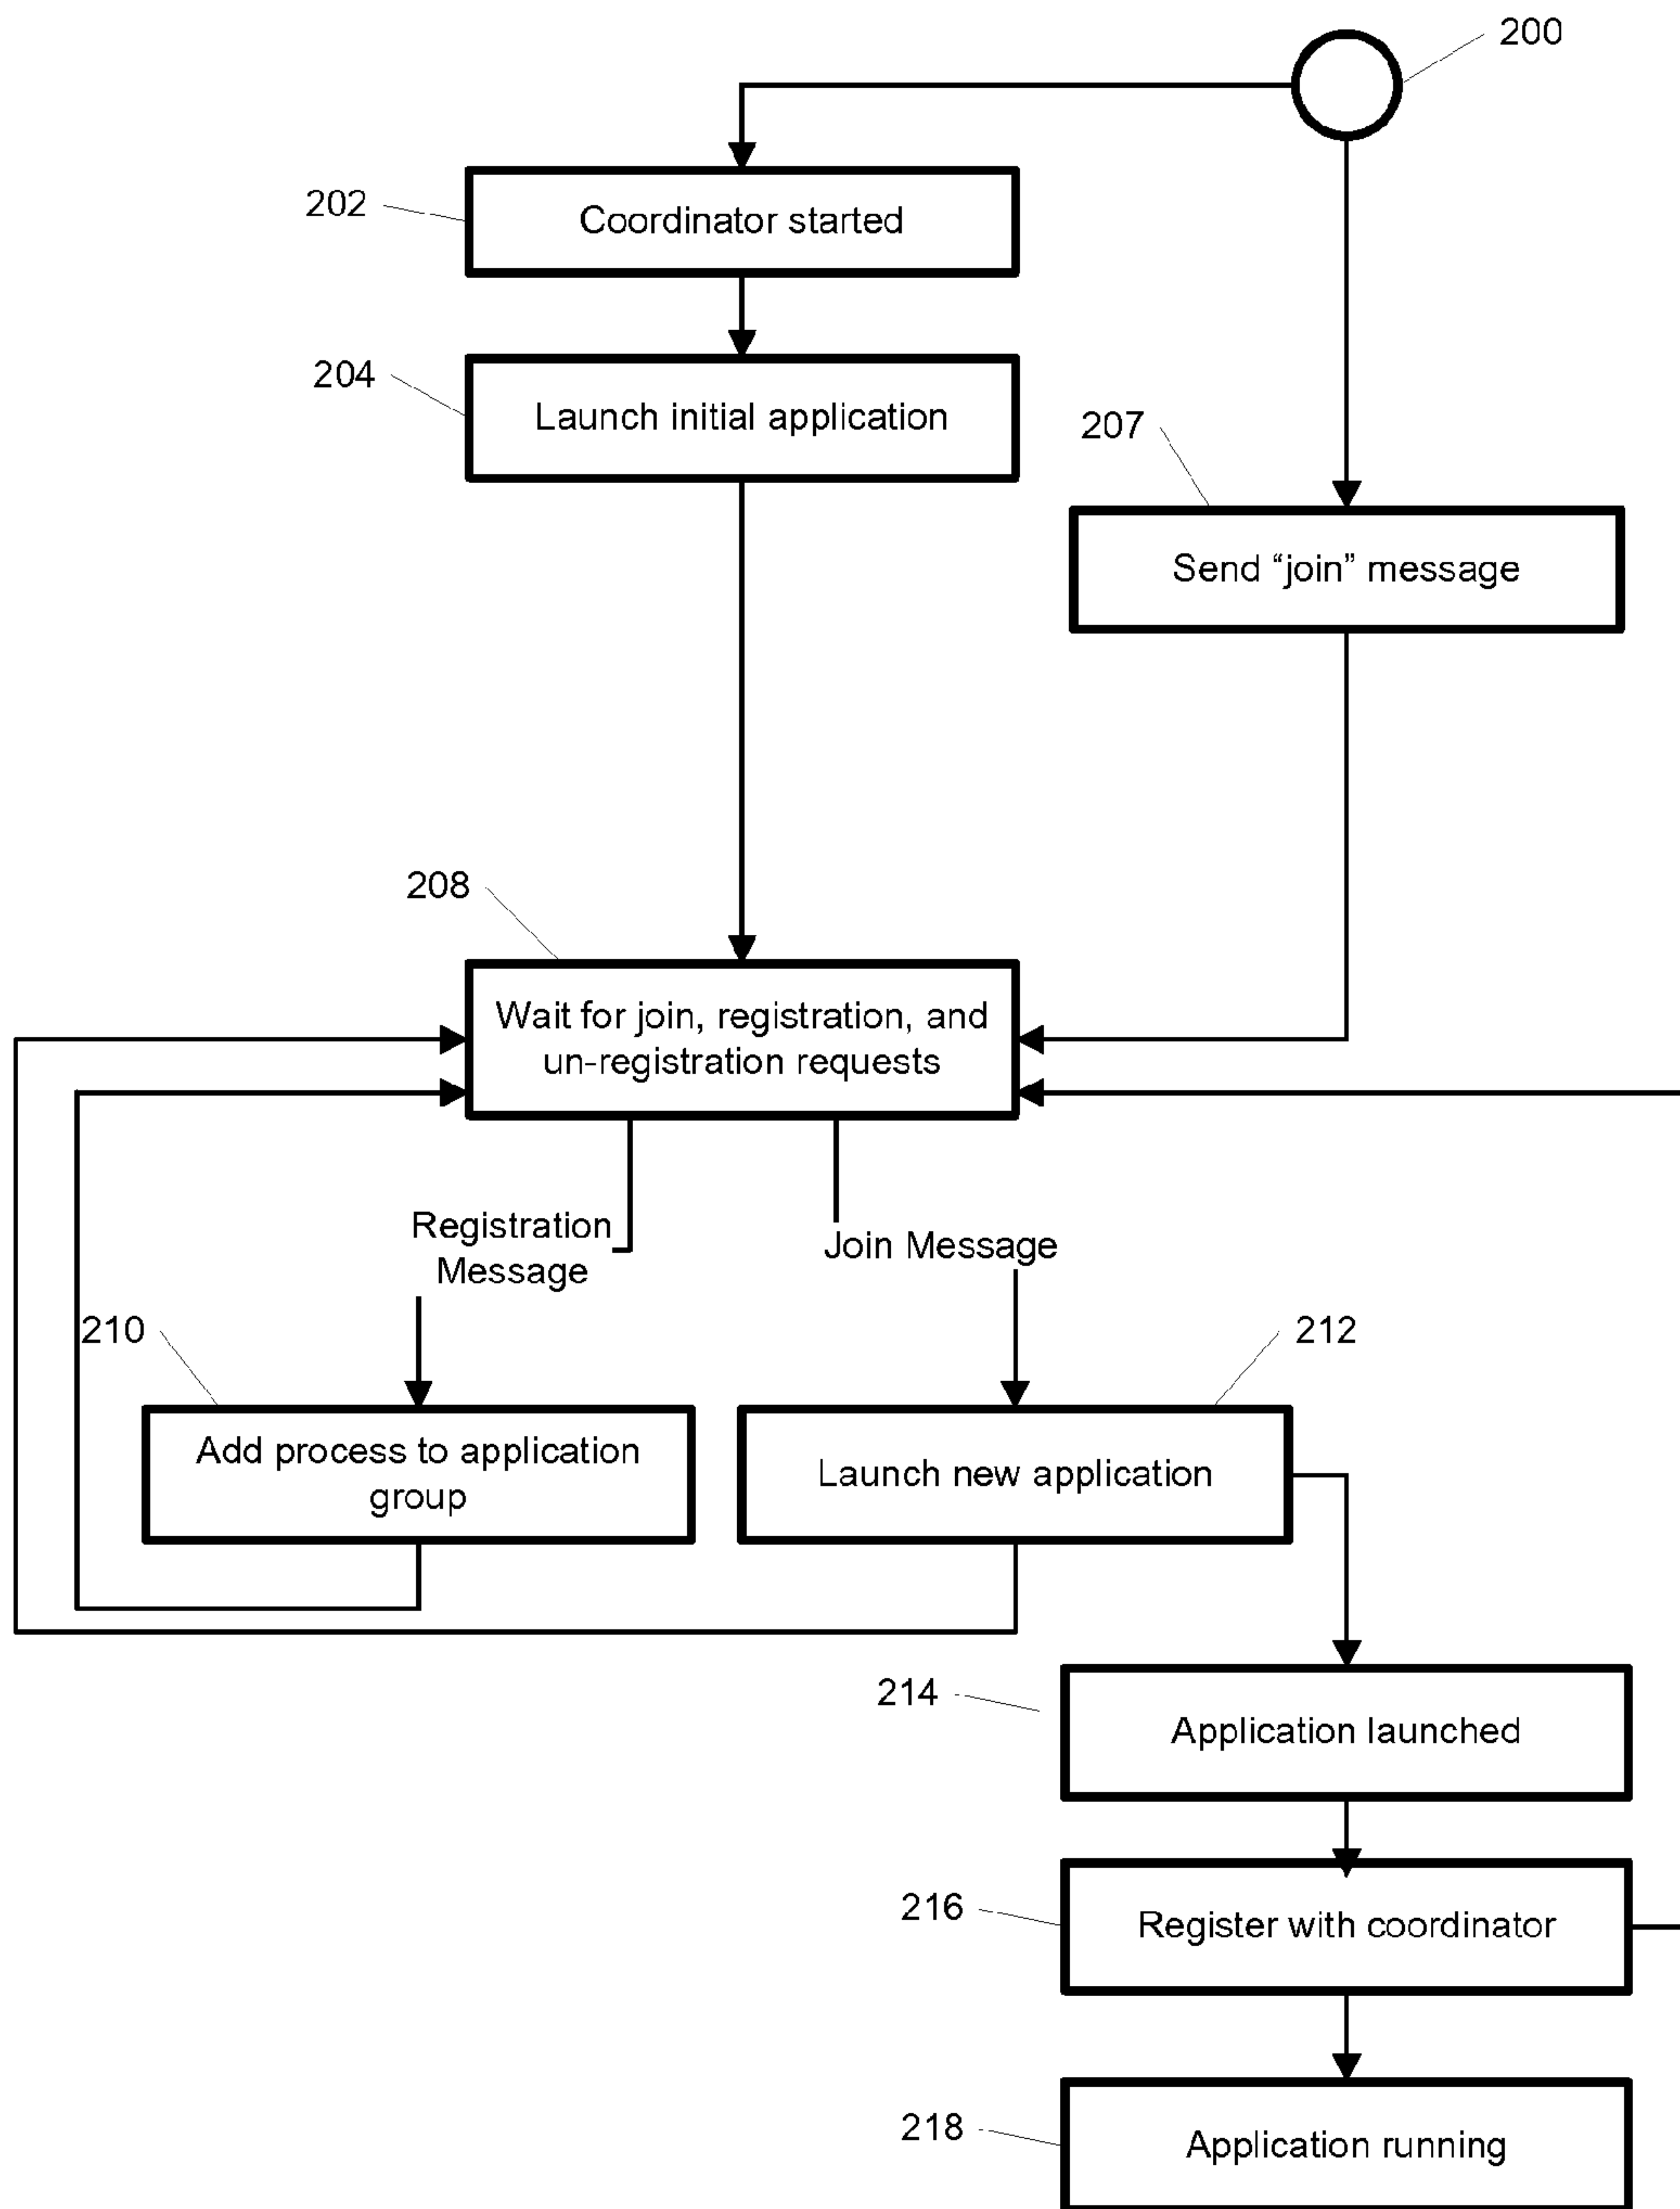 200
202
Coordinator started
204
Launch initial application
207
Send “join” message
208
Wait for join, registration, and
un-registration requests
Registration
Message
Join Message
210
212
Add process to application
group
Launch new application
214
Application launched
216
Register with coordinator
218
Application running